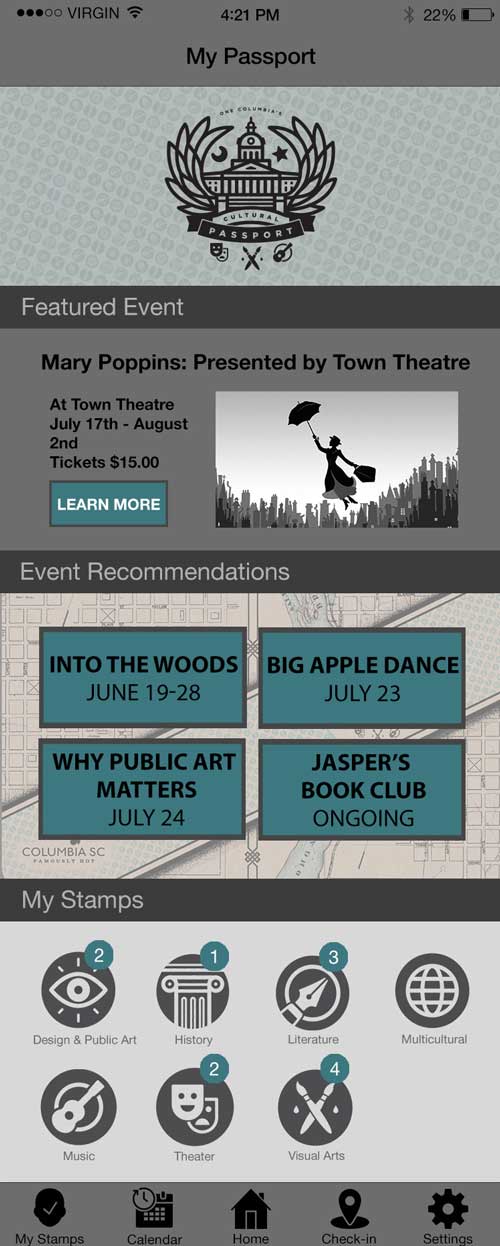 VIRGIN 4:21 PM 22%
My Passport
ONE COLUMBIA'S
CULTURAL
PASSPORT
Featured Event
Mary Poppins: Presented by Town Theatre
At Town Theatre
July 17th - August
2nd
Tickets $15.00
LEARN MORE
Event Recommendations
INTO THE WOODS
JUNE 19-28
BIG APPLE DANCE
JULY 23
WHY PUBLIC ART
MATTERS
JULY 24
JASPER'S
BOOK CLUB
ONGOING
COLUMBIA SC
FAMOUSLY HOT
My Stamps
2
Design & Public Art
1
History
3
Literature
Multicultural
Music
2
Theater
4
Visual Arts
My Stamps
Calendar
Home
Check-in
Settings